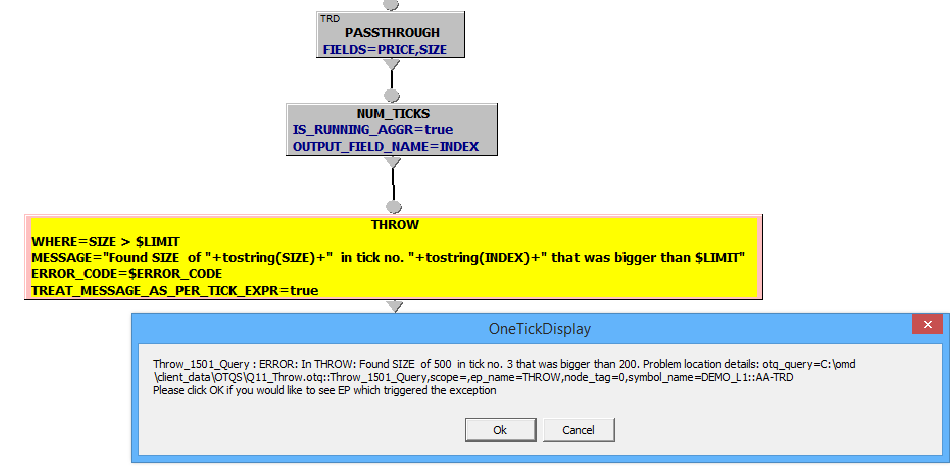 TRD
PASSTHROUGH
FIELDS=PRICE,SIZE
NUM_TICKS
IS_RUNNING_AGGR=true
OUTPUT_FIELD_NAME=INDEX
THROW
WHERE=SIZE > $LIMIT
MESSAGE="Found SIZE  of "+tostring(SIZE)+"  in tick no. "+tostring(INDEX)+" that was bigger than $LIMIT"
ERROR_CODE=$ERROR_CODE
TREAT_MESSAGE_AS_PER_TICK_EXPR=true
OneTickDisplay
Throw_1501_Query : ERROR: In THROW: Found SIZE  of 500  in tick no. 3 that was bigger than 200. Problem location details: otq_query=C:\omd
\client_data\OTQS\Q11_Throw.otq::Throw_1501_Query,scope=,ep_name=THROW,node_tag=0,symbol_name=DEMO_L1::AA-TRD
Please click OK if you would like to see EP which triggered the exception
Ok
Cancel